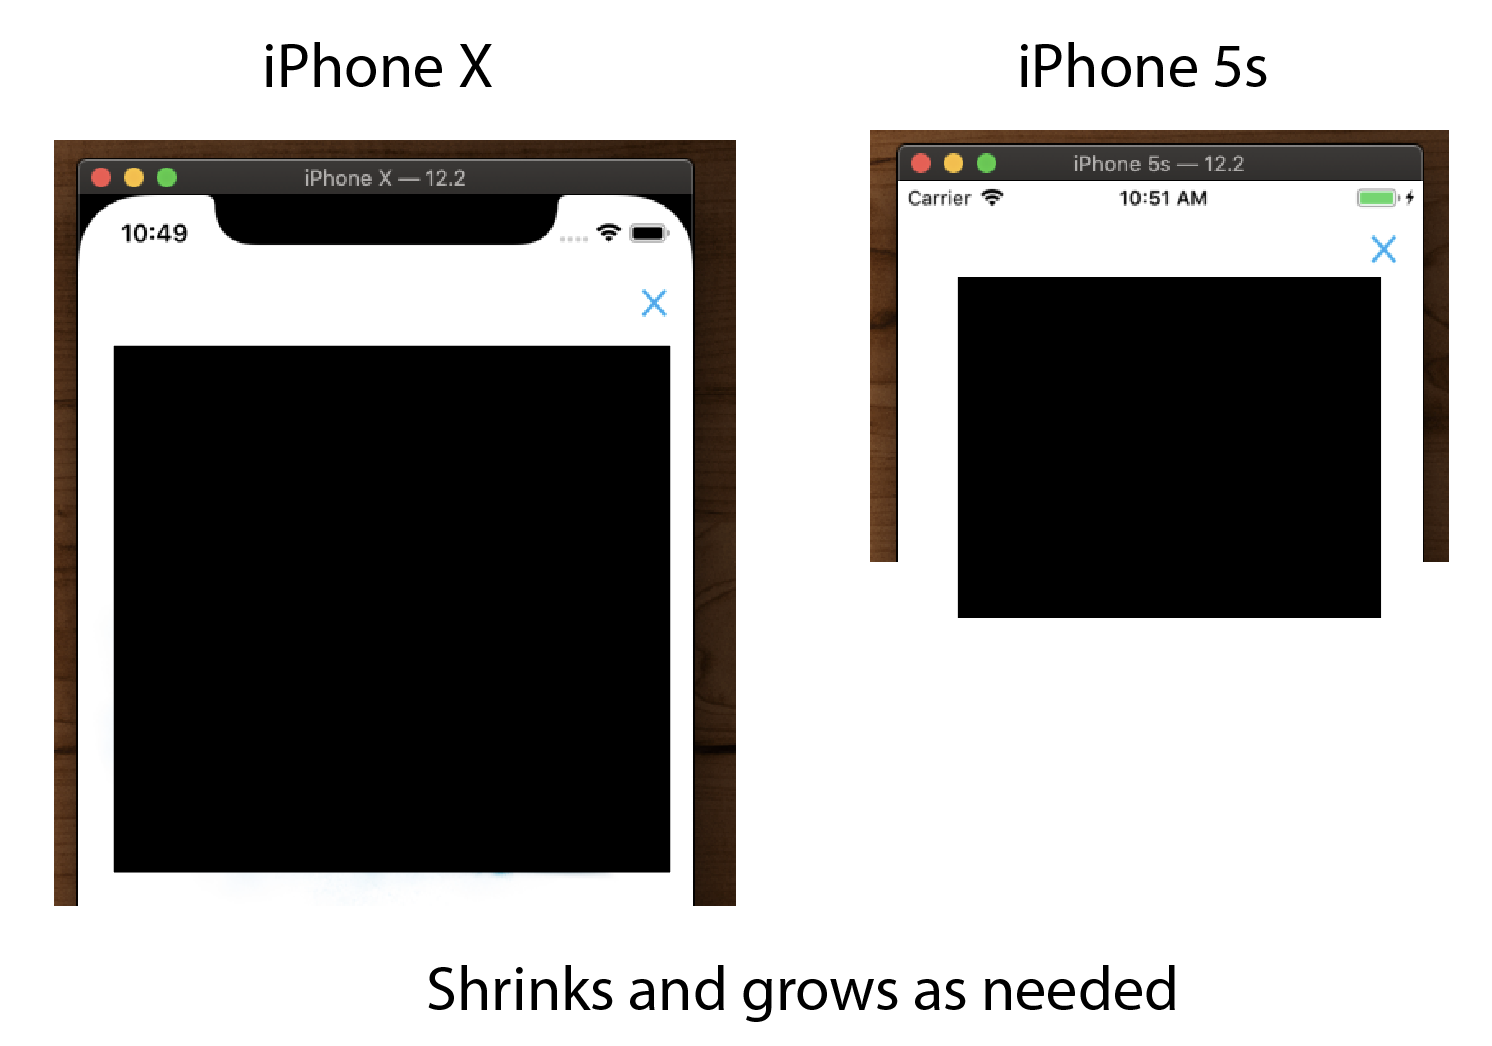 iPhone X
iPhone 5s
iPhone X — 12.2
10:49
iPhone 5s — 12.2
Carrier
10:51 AM
Shrinks and grows as needed